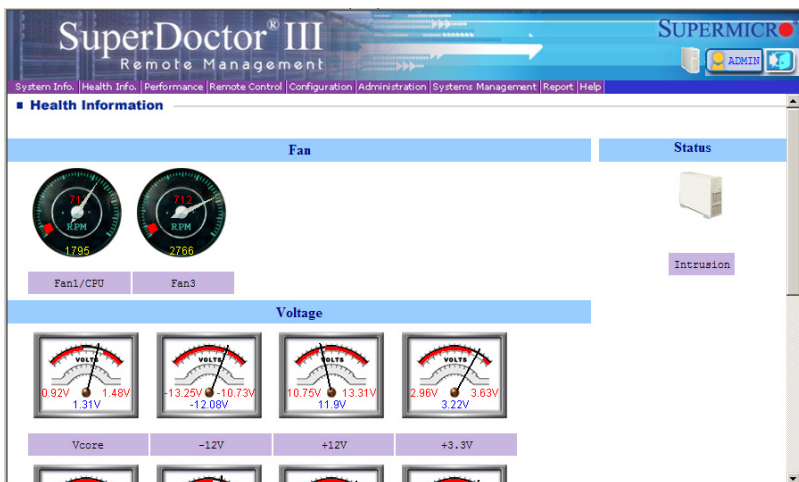 SuperDoctor® III
Remote Management
SUPERMICRO
ADMIN
System Info. Health Info. Performance Remote Control Configuration Administration Systems Management Report Help
Health Information
Fan
Status
712
RPM
1795
712
RPM
2766
Fan1/CPU
Fan3
Intrusion
Voltage
VOLTS
0.92V 1.48V
1.31V
VOLTS
-13.25V -10.73V
-12.08V
VOLTS
10.75V 13.31V
11.9V
VOLTS
2.96V 3.63V
3.22V
Vcore
-12V
+12V
+3.3V